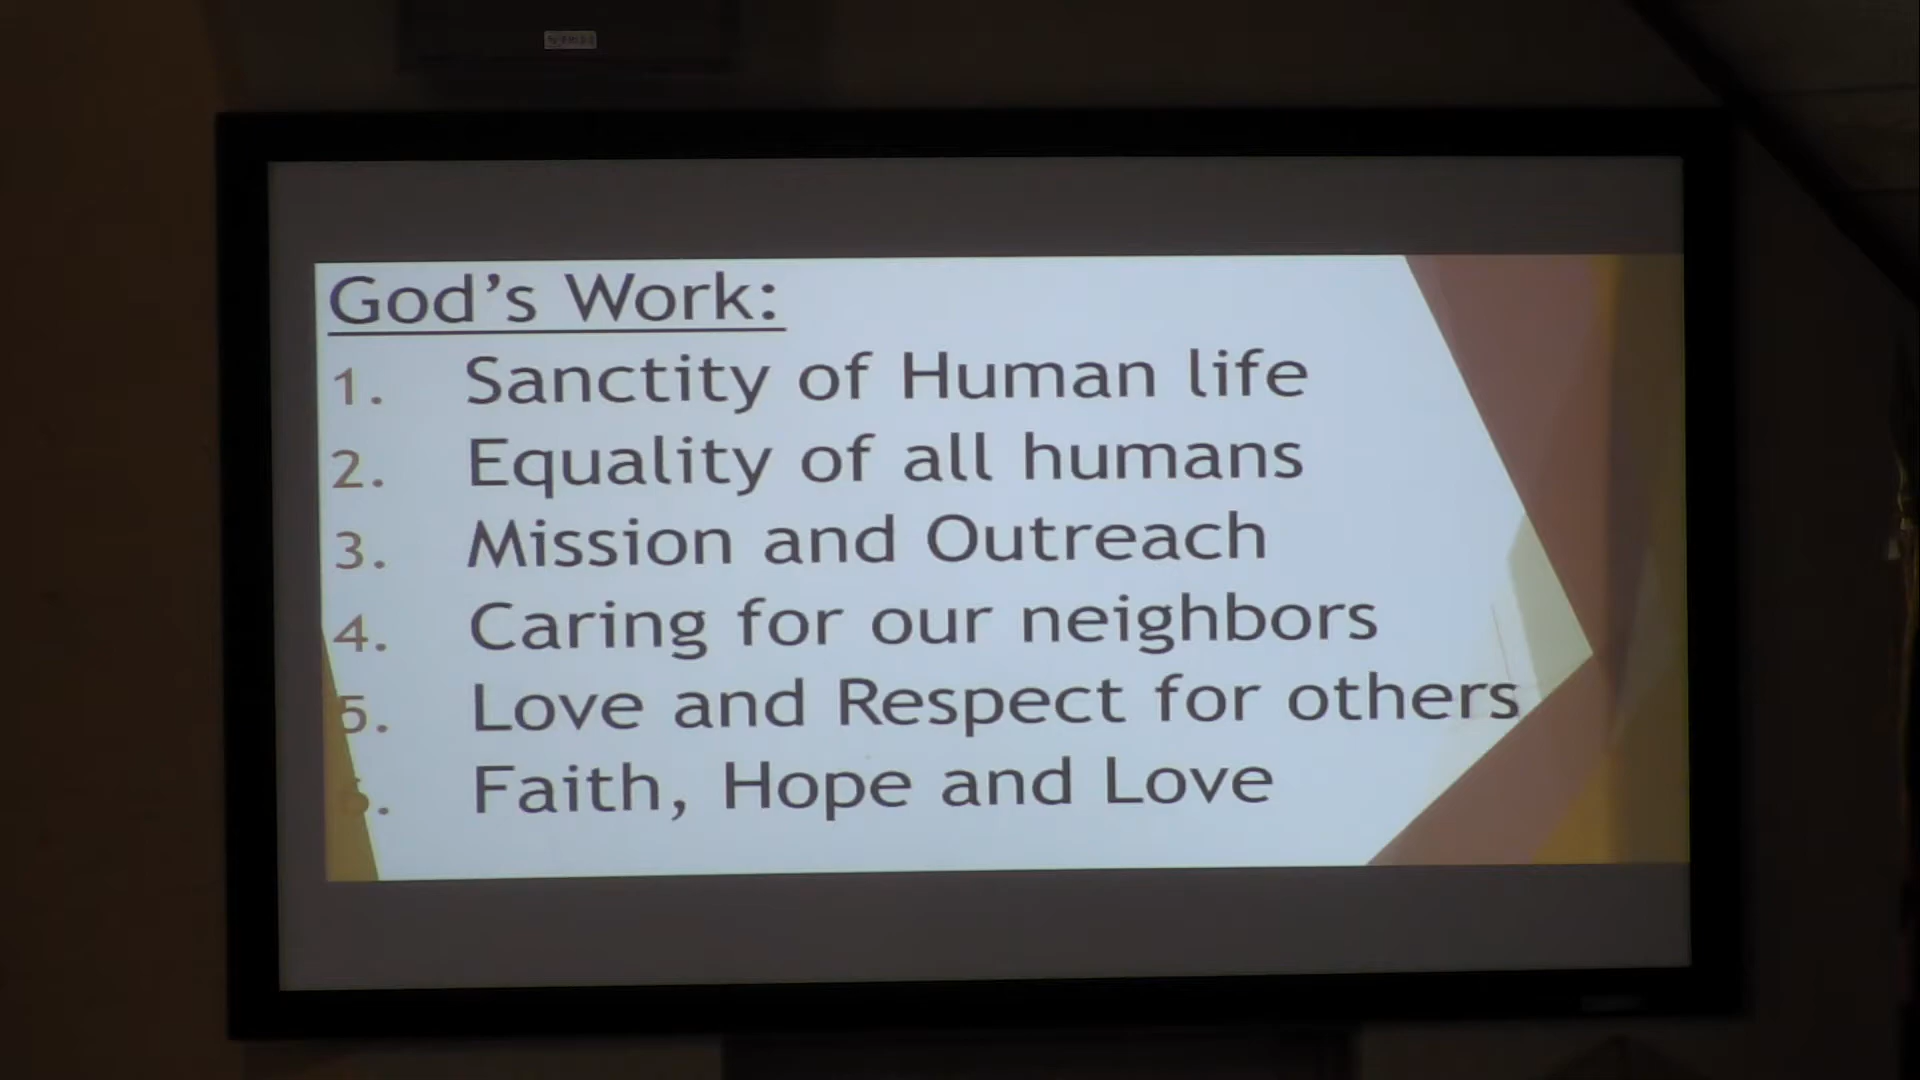 God's Work:
1. Sanctity of Human life
2. Equality of all humans
3. Mission and Outreach
4. Caring for our neighbors
5. Love and Respect for others
6. Faith, Hope and Love